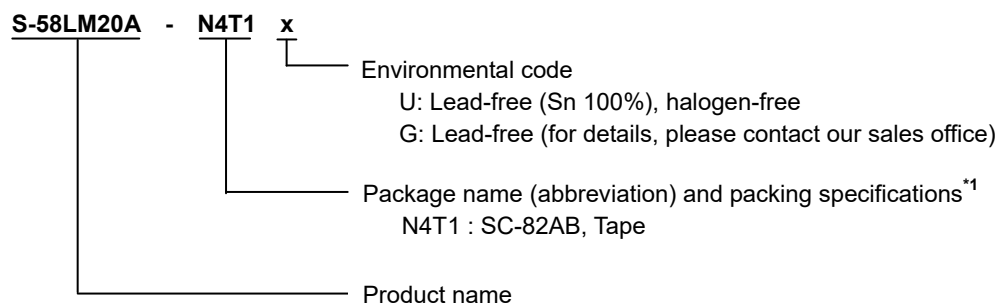 S-58LM20A - N4T1 x
Environmental code
U: Lead-free (Sn 100%), halogen-free
G: Lead-free (for details, please contact our sales office)
Package name (abbreviation) and packing specifications*1
N4T1 : SC-82AB, Tape
Product name